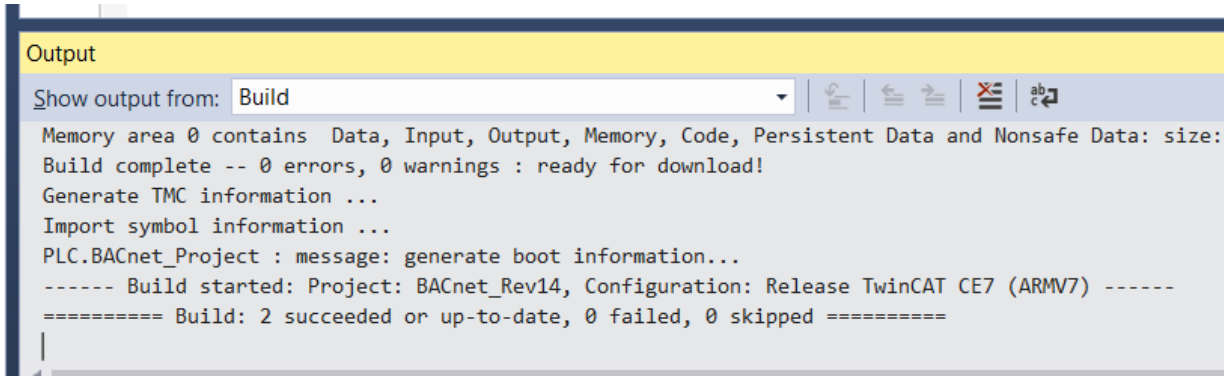 Output
Show output from: Build
Memory area 0 contains  Data, Input, Output, Memory, Code, Persistent Data and Nonsafe Data: size:
Build complete -- 0 errors, 0 warnings : ready for download!
Generate TMC information ...
Import symbol information ...
PLC.BACnet_Project : message: generate boot information...
------ Build started: Project: BACnet_Rev14, Configuration: Release TwinCAT CE7 (ARMV7) ------
========== Build: 2 succeeded or up-to-date, 0 failed, 0 skipped ==========